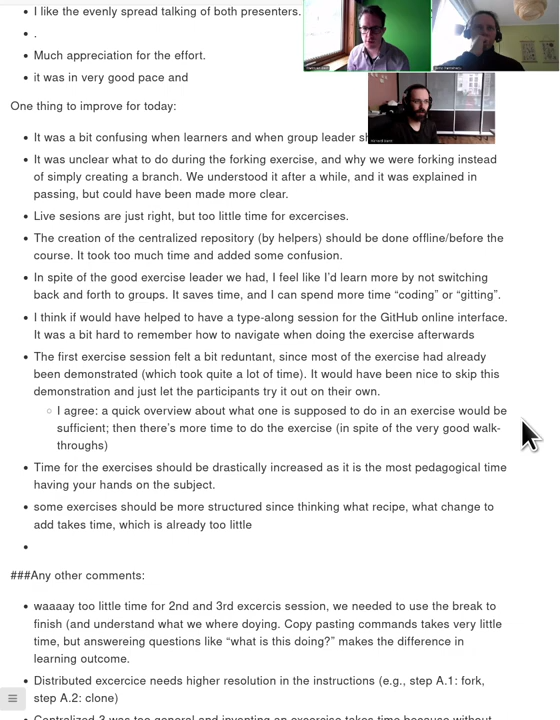 • I like the evenly spread talking of both presenters.
• .
• Much appreciation for the effort.
• it was in very good pace and
One thing to improve for today:
• It was a bit confusing when learners and when group leader
• It was unclear what to do during the forking exercise, and why we were forking instead
of simply creating a branch. We understood it after a while, and it was explained in
passing, but could have been made more clear.
• Live sesions are just right, but too little time for excercises.
• The creation of the centralized repository (by helpers) should be done offline/before the
course. It took too much time and added some confusion.
• In spite of the good exercise leader we had, I feel like I'd learn more by not switching
back and forth to groups. It saves time, and I can spend more time “coding” or “gitting”.
• I think if would have helped to have a type-along session for the GitHub online interface.
It was a bit hard to remember how to navigate when doing the exercise afterwards
• The first exercise session felt a bit reduntant, since most of the exercise had already
been demonstrated (which took quite a lot of time). It would have been nice to skip this
demonstration and just let the participants try it out on their own.
◦ I agree: a quick overview about what one is supposed to do in an exercise would be
sufficient; then there's more time to do the exercise (in spite of the very good walk-
throughs)
• Time for the exercises should be drastically increased as it is the most pedagogical time
having your hands on the subject.
• some exercises should be more structured since thinking what recipe, what change to
add takes time, which is already too little
•
###Any other comments:
• waaaay too little time for 2nd and 3rd excercis session, we needed to use the break to
finish (and understand what we where doying. Copy pasting commands takes very little
time, but answereing questions like “what is this doing?” makes the difference in
learning outcome.
• Distributed excercice needs higher resolution in the instructions (e.g., step A.1: fork,
step A.2: clone)
• Centralized 3 was too general and inventing an exercise takes time because without